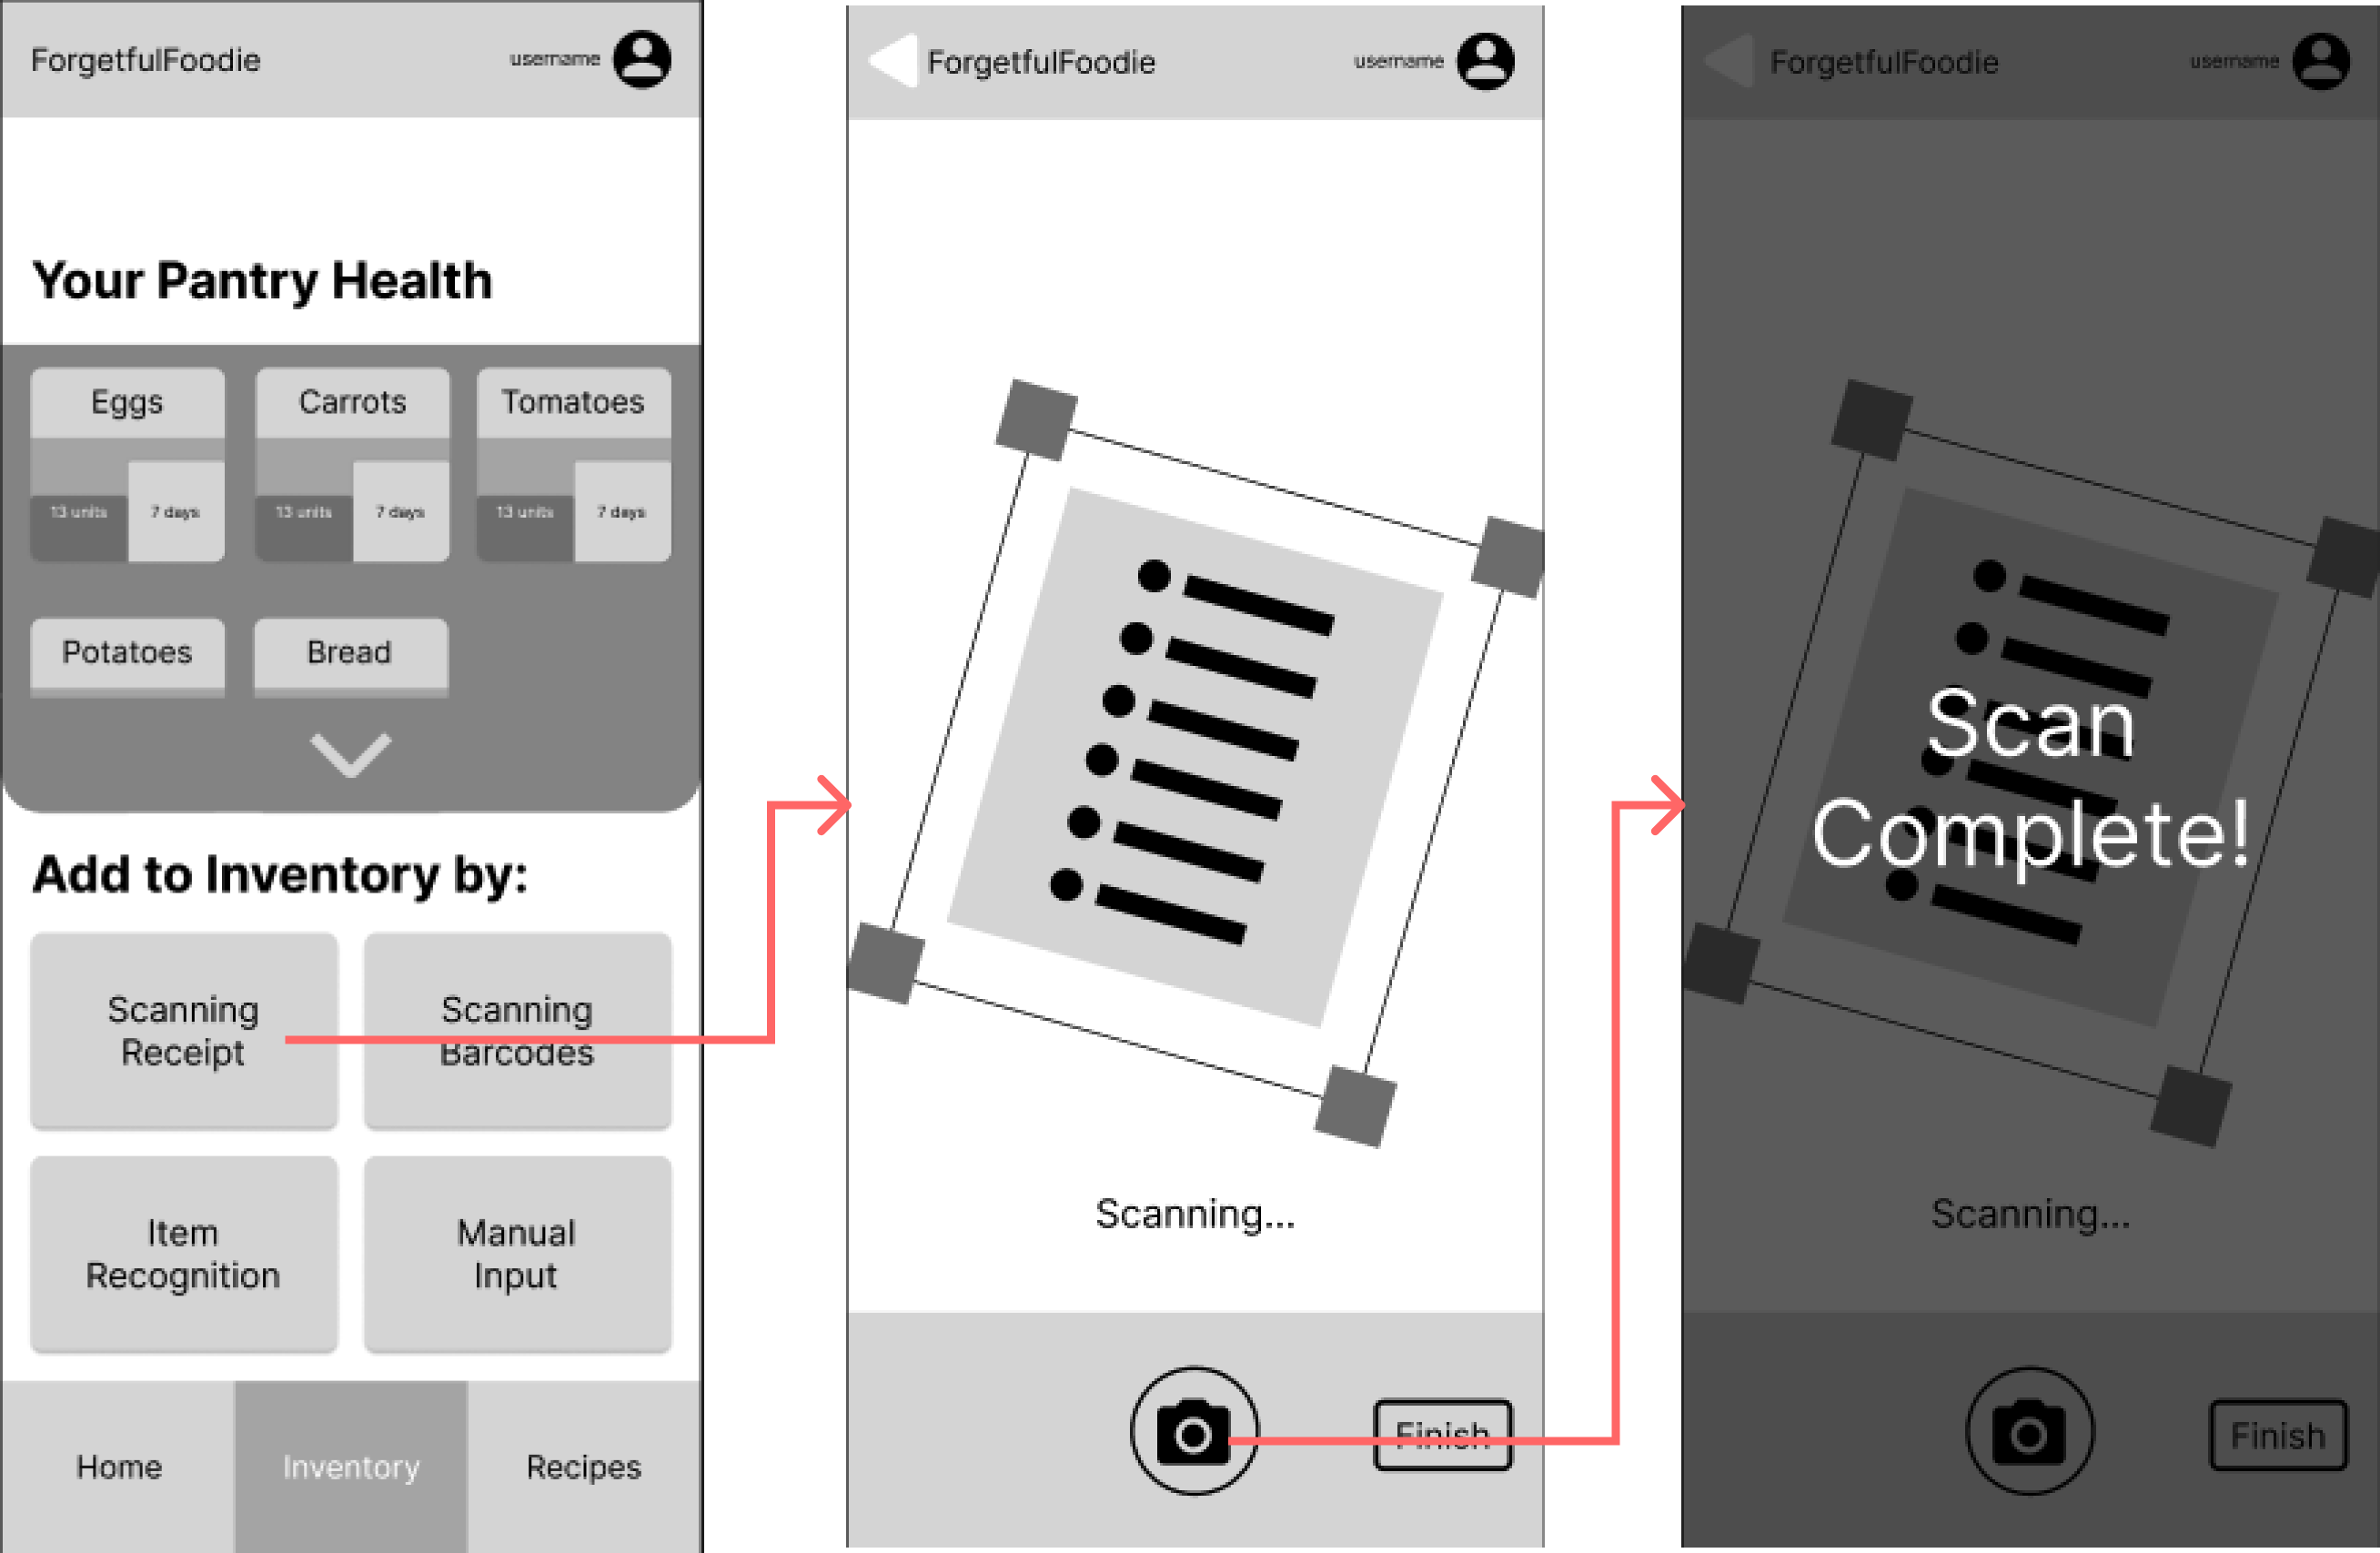 ForgetfulFoodie
username
Your Pantry Health
Eggs
Carrots
Tomatoes
13 units
7 days
13 units
7 days
13 units
7 days
Potatoes
Bread
Add to Inventory by:
Scanning
Receipt
Scanning
Barcodes
Item
Recognition
Manual
Input
Home
Inventory
Recipes
ForgetfulFoodie
username
Scanning...
Finish
ForgetfulFoodie
username
Scan
Complete!
Scanning...
Finish